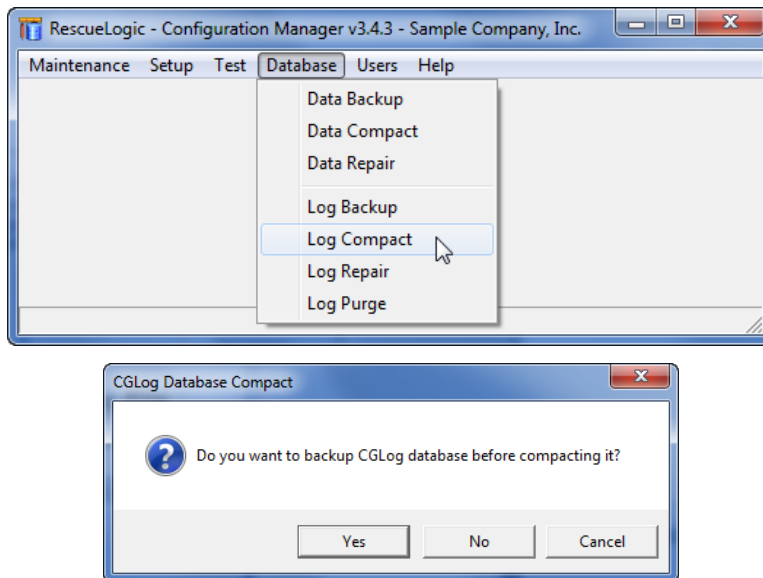 RescueLogic - Configuration Manager v3.4.3 - Sample Company, Inc.
Maintenance Setup Test Database Users Help
Data Backup
Data Compact
Data Repair
Log Backup
Log Compact
Log Repair
Log Purge
CGLog Database Compact
Do you want to backup CGLog database before compacting it?
Yes No Cancel